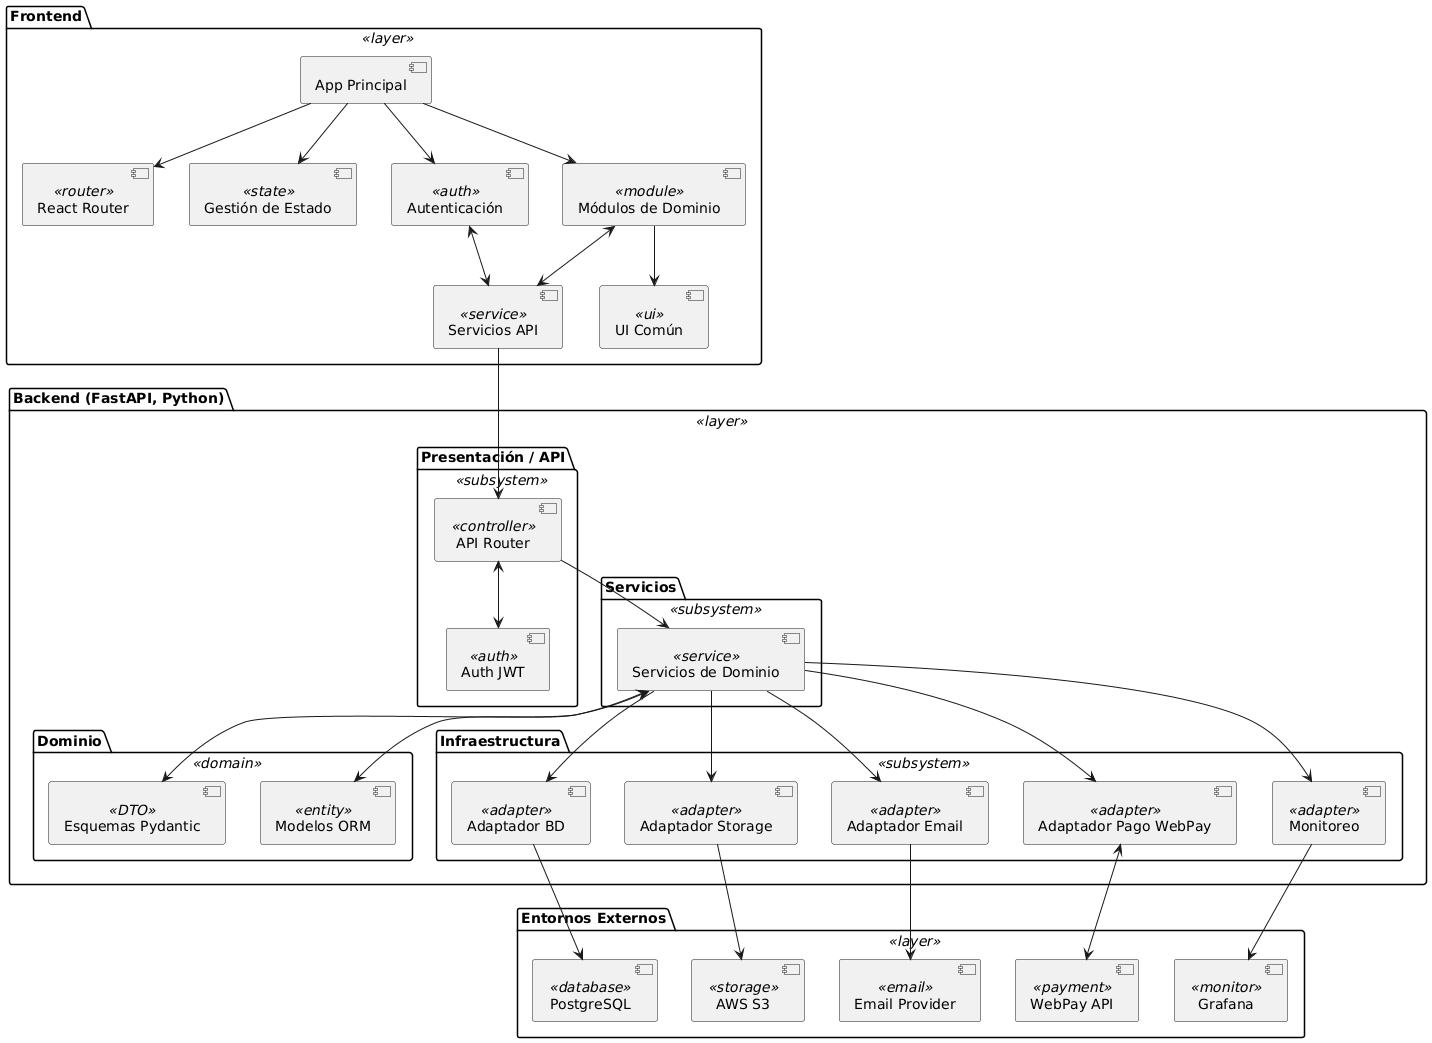 Frontend
«layer»
App Principal
«router»
React Router
«state»
Gestión de Estado
«auth»
Autenticación
«module»
Módulos de Dominio
«service»
Servicios API
«ui»
UI Común
Backend (FastAPI, Python)
«layer»
Presentación / API
«subsystem»
«controller»
API Router
«auth»
Auth JWT
Servicios
«subsystem»
«service»
Servicios de Dominio
Dominio
«domain»
«DTO»
Esquemas Pydantic
«entity»
Modelos ORM
Infraestructura
«subsystem»
«adapter»
Adaptador BD
«adapter»
Adaptador Storage
«adapter»
Adaptador Email
«adapter»
Adaptador Pago WebPay
«adapter»
Monitoreo
Entornos Externos
«layer»
«database»
PostgreSQL
«storage»
AWS S3
«email»
Email Provider
«payment»
WebPay API
«monitor»
Grafana